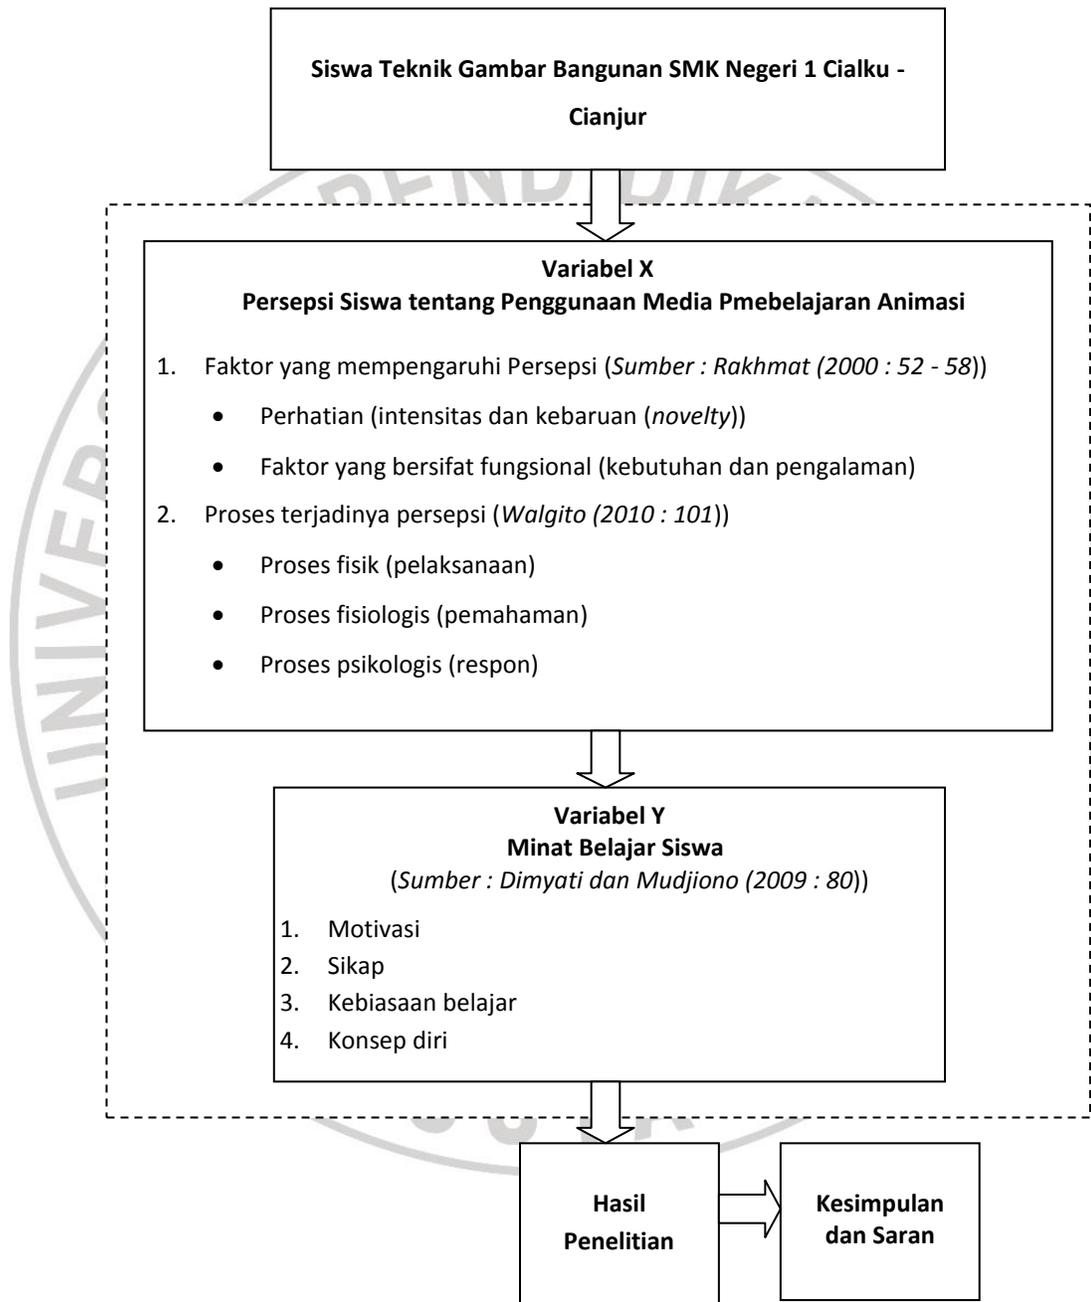 Siswa Teknik Gambar Bangunan SMK Negeri 1 Cialku -
Cianjur
Variabel X
Persepsi Siswa tentang Penggunaan Media Pmebelajaran Animasi
1. Faktor yang mempengaruhi Persepsi (Sumber : Rakhmat (2000 : 52 - 58))
• Perhatian (intensitas dan kebaruan (novelty))
• Faktor yang bersifat fungsional (kebutuhan dan pengalaman)
2. Proses terjadinya persepsi (Walgito (2010 : 101))
• Proses fisik (pelaksanaan)
• Proses fisiologis (pemahaman)
• Proses psikologis (respon)
Variabel Y
Minat Belajar Siswa
(Sumber : Dimyati dan Mudjiono (2009 : 80))
1. Motivasi
2. Sikap
3. Kebiasaan belajar
4. Konsep diri
Hasil
Penelitian
Kesimpulan
dan Saran